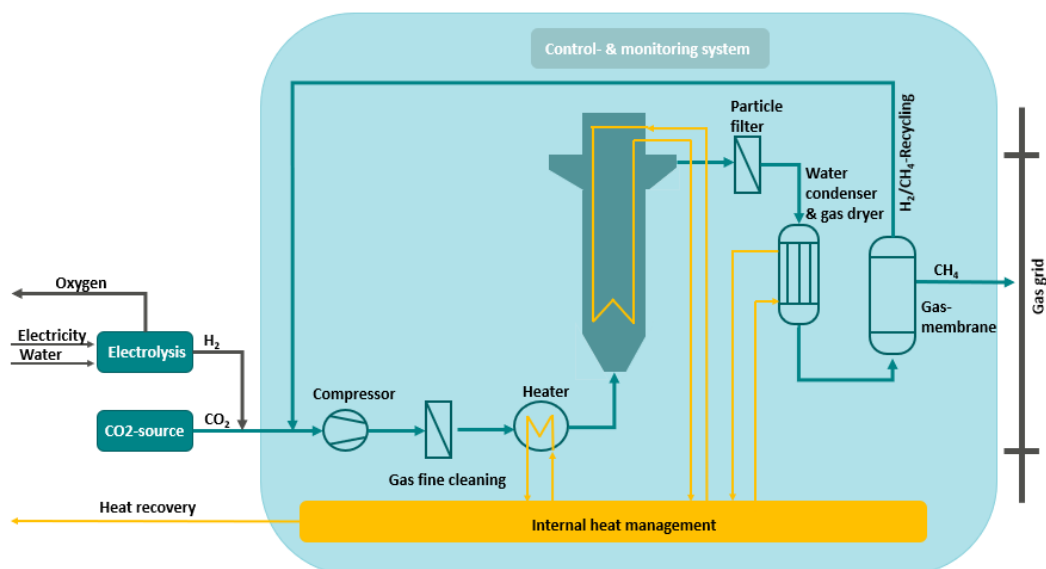 Control- & monitoring system
Particle
filter
H₂/CH₄-Recycling
Water
condenser
& gas dryer
Oxygen
CH₄
Gas grid
Gas-
membrane
Electricity
Water
Electrolysis
H₂
Compressor
Heater
CO2-source
CO₂
Gas fine cleaning
Heat recovery
Internal heat management